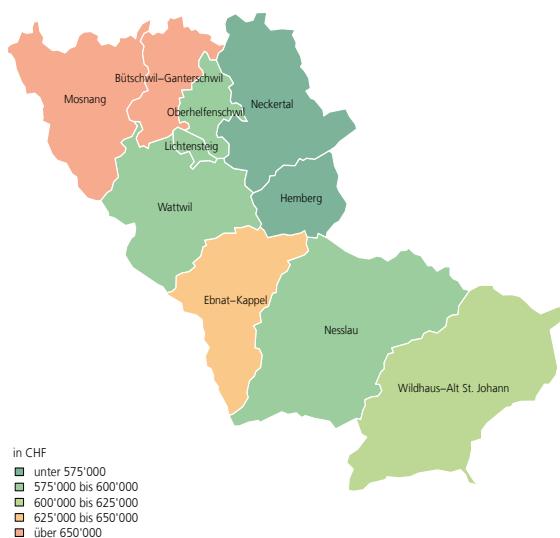 Bütschwil–Ganterschwil
Mosnang
Neckertal
Oberhelfenschwil
Lichtensteig
Hemberg
Wattwil
Ebnat–Kappel
Nesslau
Wildhaus–Alt St. Johann
in CHF
unter 575'000
575'000 bis 600'000
600'000 bis 625'000
625'000 bis 650'000
über 650'000